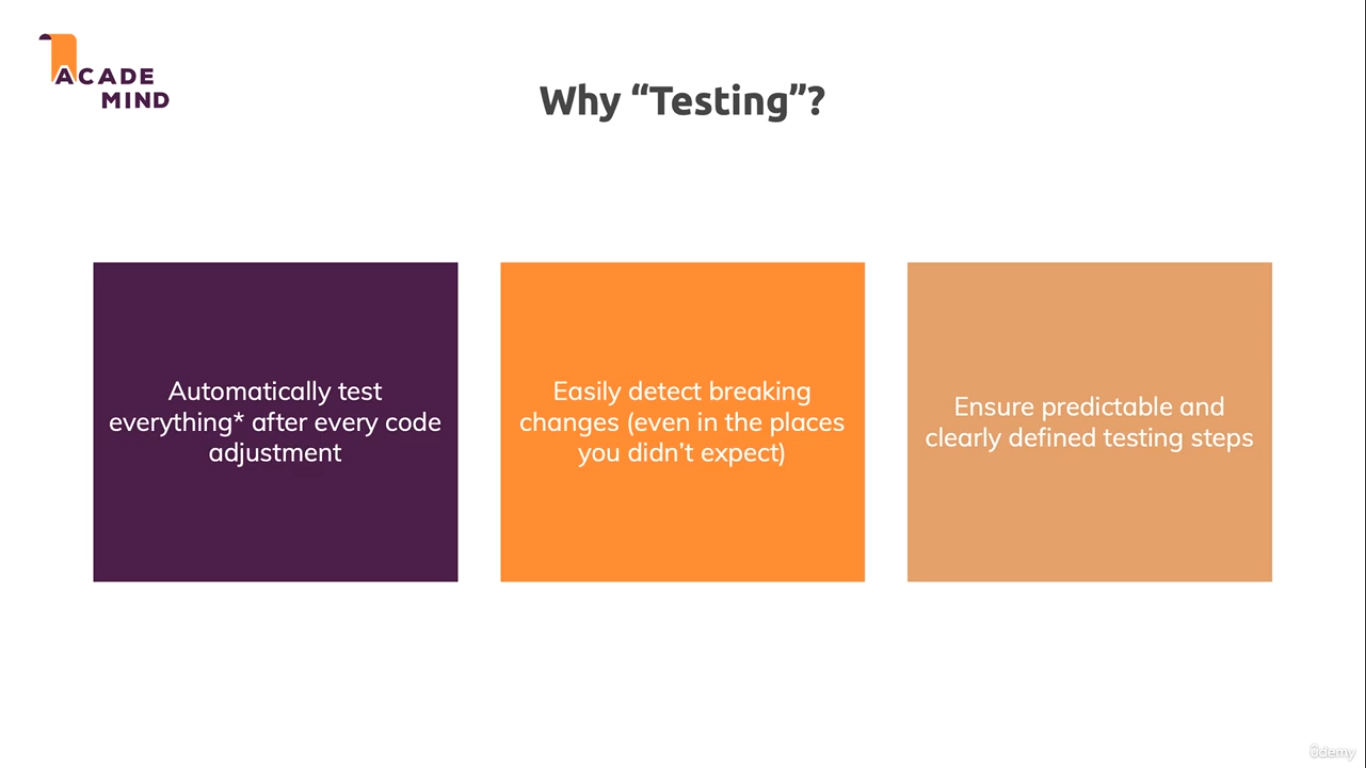 ACADE
MIND
Why “Testing”?
Automatically test
everything* after every code
adjustment
Easily detect breaking
changes (even in the places
you didn’t expect)
Ensure predictable and
clearly defined testing steps
ûdemy